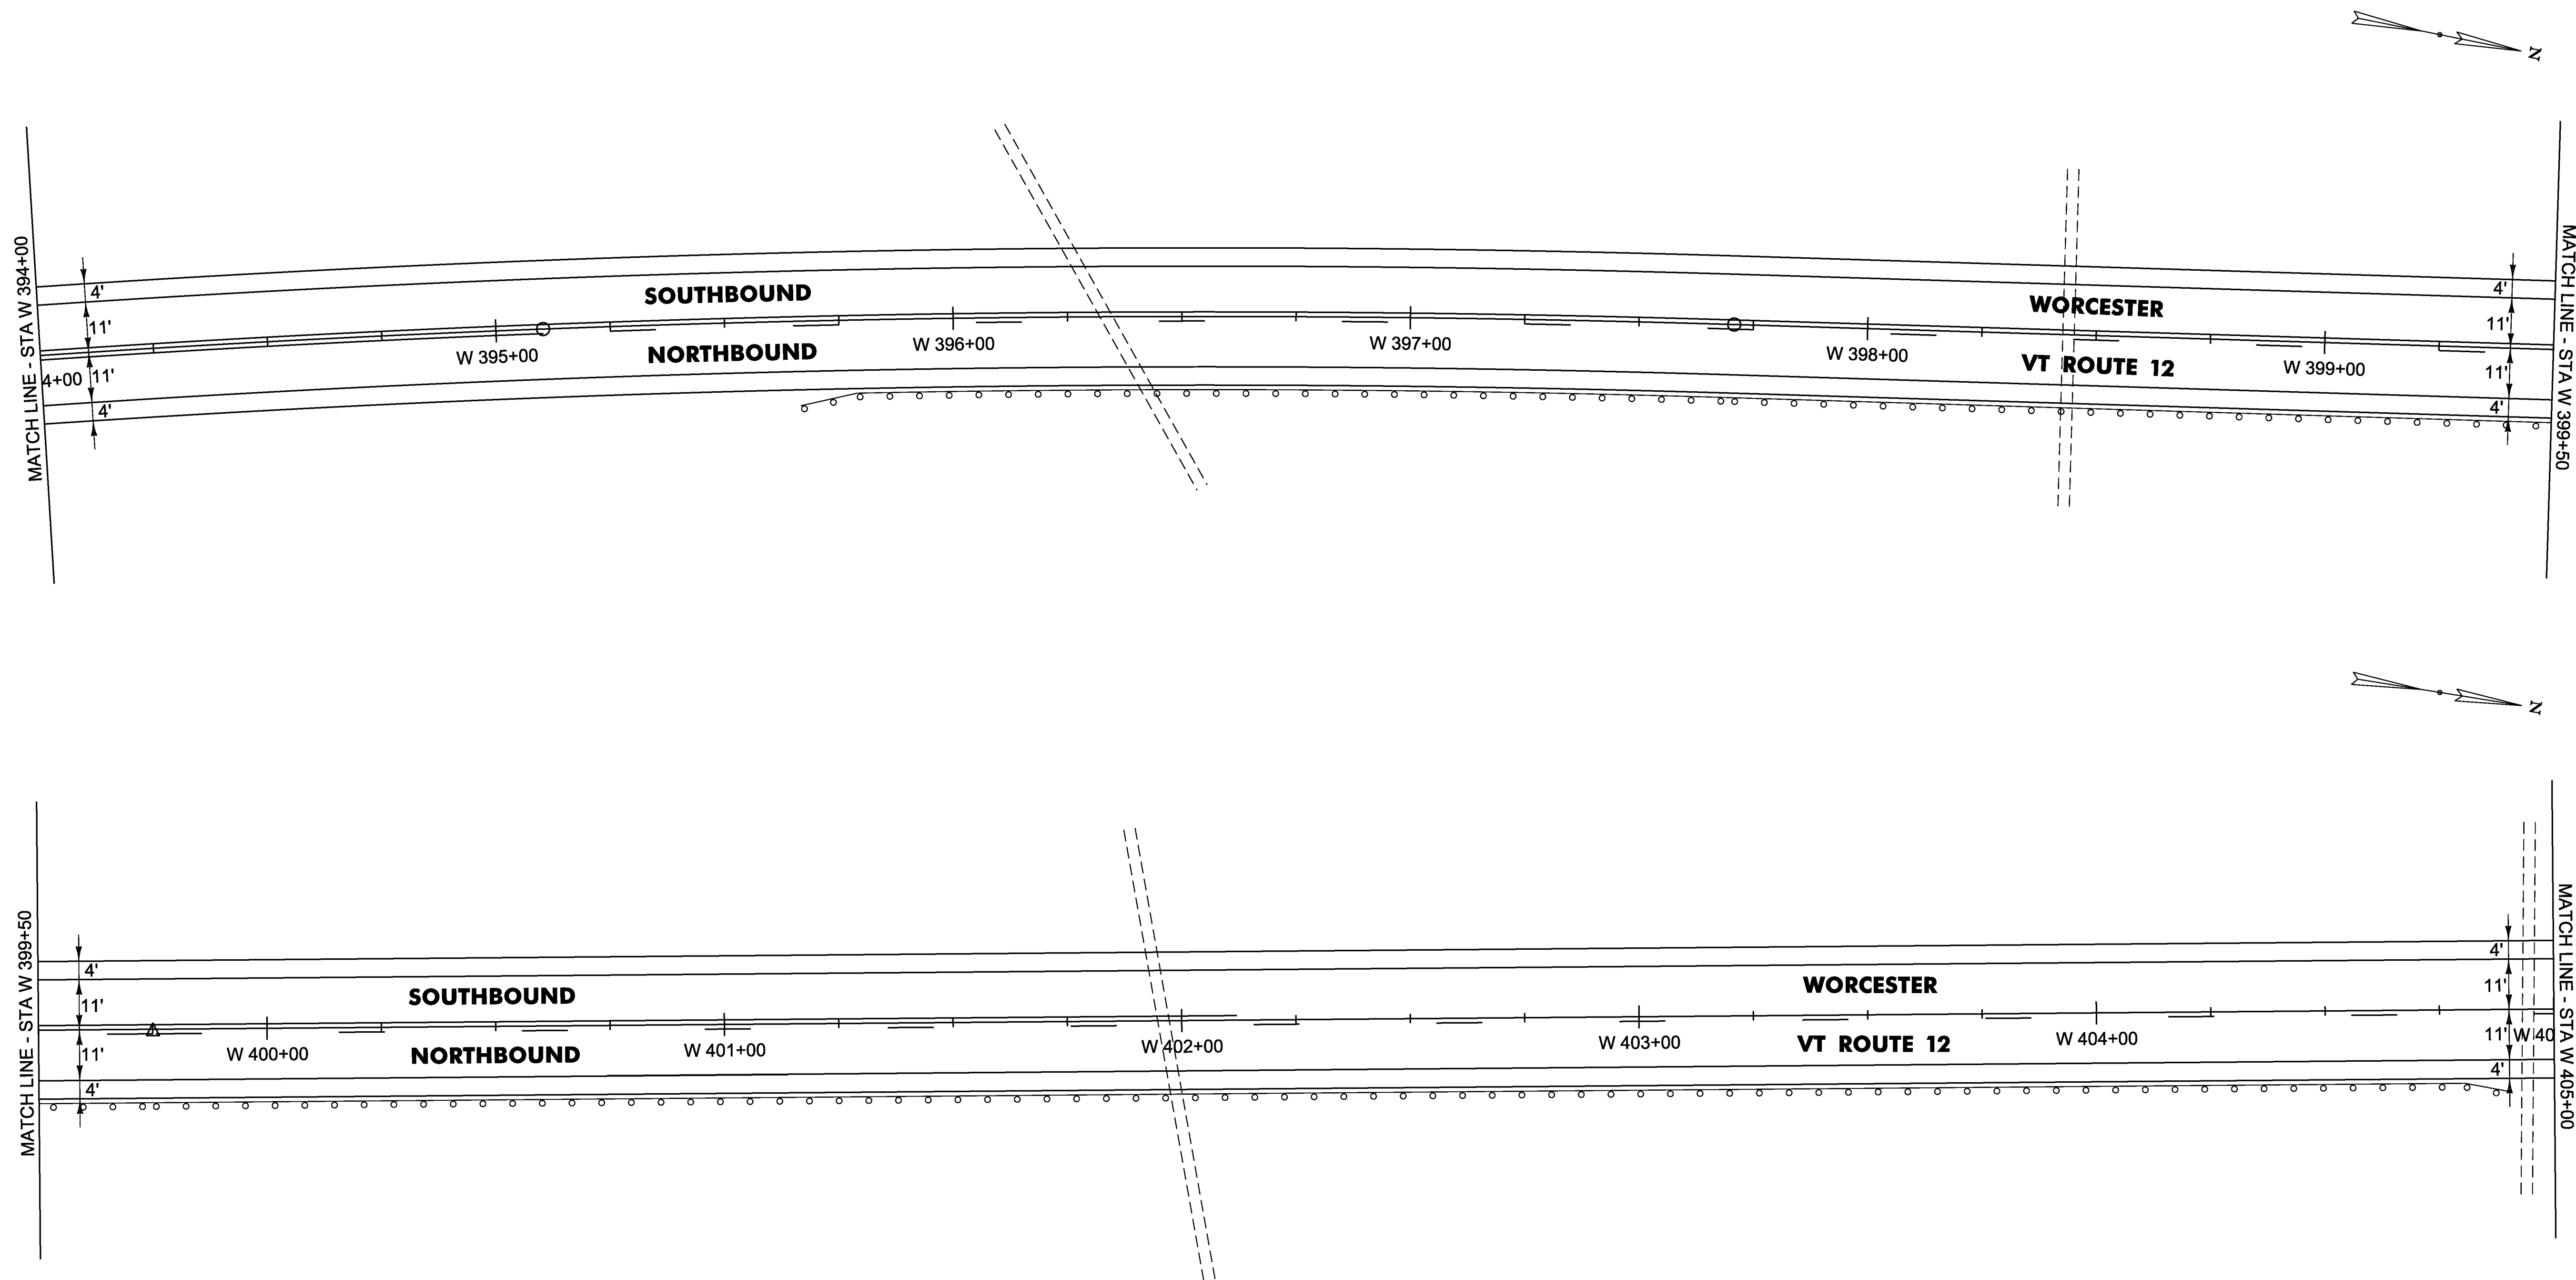 N
MATCH LINE - STA W 394+00
4'
11'
4+00
11'
4'
SOUTHBOUND
NORTHBOUND
W 395+00
W 396+00
W 397+00
W 398+00
W 399+00
WORCESTER
VT ROUTE 12
4'
11'
11'
4'
MATCH LINE - STA W 399+50
N
MATCH LINE - STA W 399+50
4'
11'
11'
4'
SOUTHBOUND
NORTHBOUND
W 400+00
W 401+00
W 402+00
W 403+00
W 404+00
WORCESTER
VT ROUTE 12
4'
11'
11'
W 40
4'
MATCH LINE - STA W 405+00